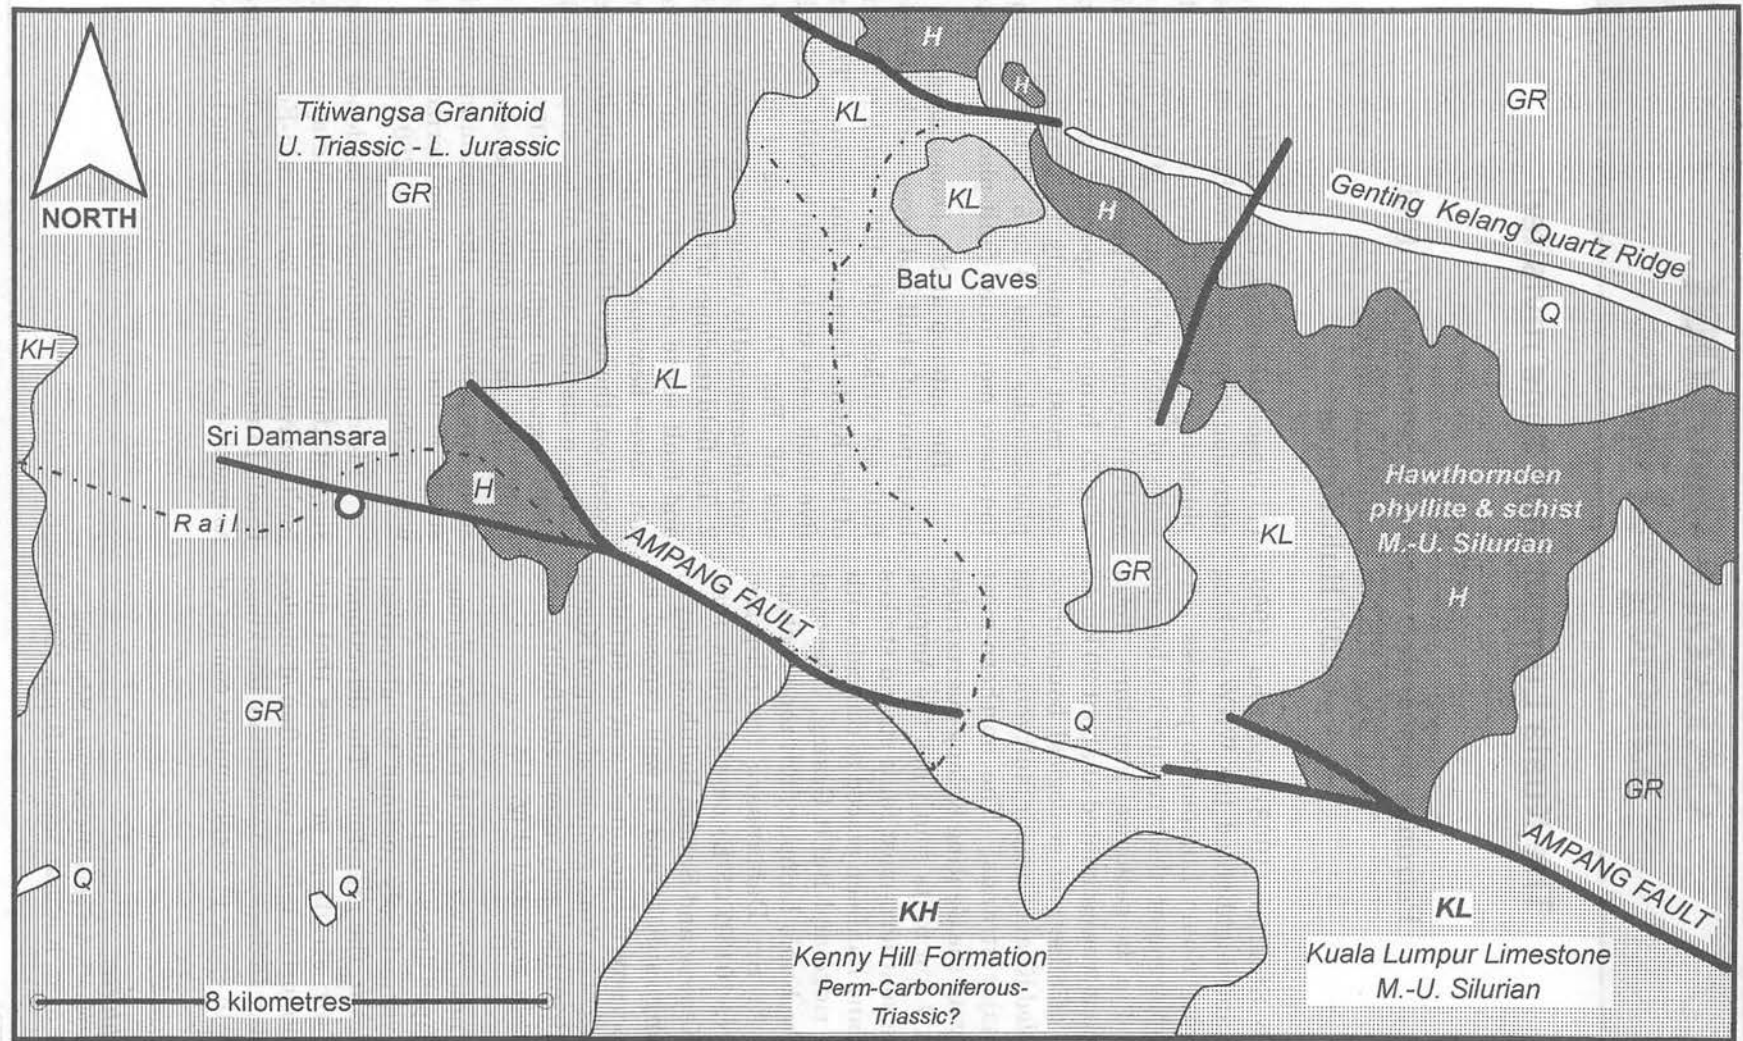 H
H
GR
KL
Titiwangsa Granitoid
U. Triassic - L. Jurassic
GR
NORTH
KL
H
Genting Kelang Quartz Ridge
Batu Caves
Q
KH
KL
Sri Damansara
H
Rail
Hawthornden
phyllite & schist
M.-U. Silurian
H
KL
GR
AMPANG FAULT
GR
Q
GR
AMPANG FAULT
Q
Q
KH
Kenny Hill Formation
Perm-Carboniferous-
Triassic?
KL
Kuala Lumpur Limestone
M.-U. Silurian
8 kilometres